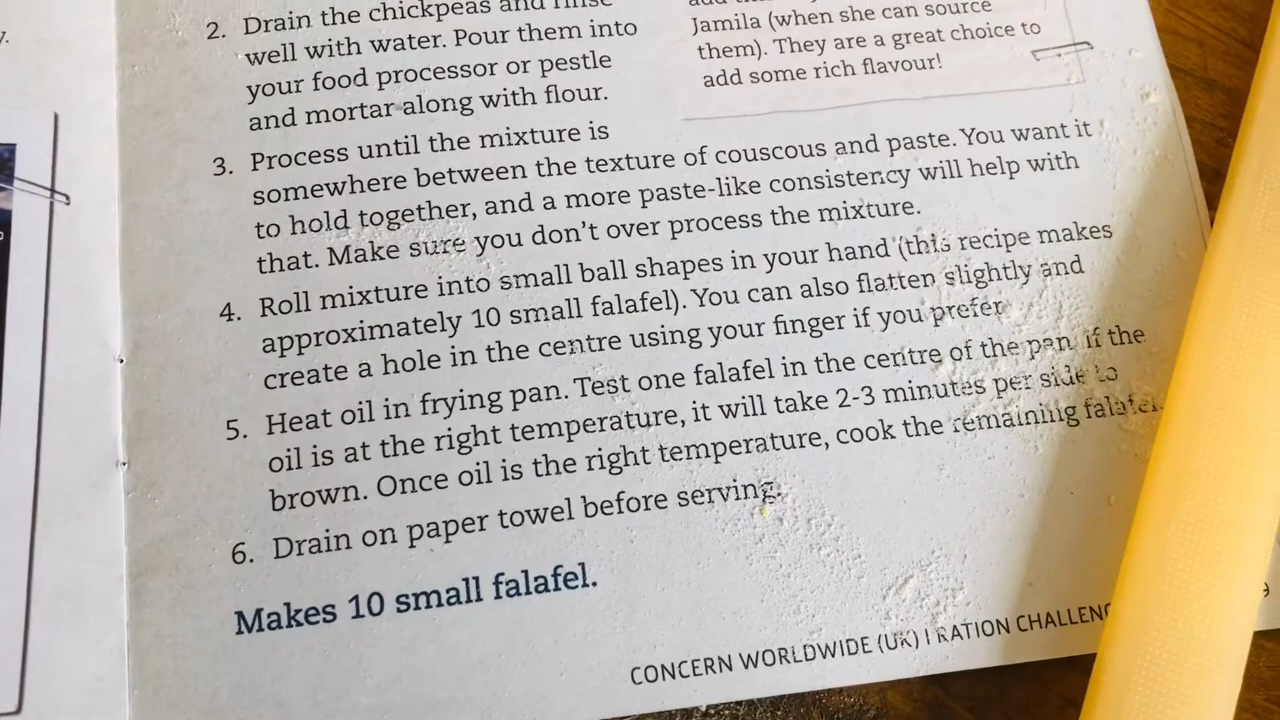 2. Drain the chickpeas and rinse
well with water. Pour them into
your food processor or pestle
and mortar along with flour.
Jamila (when she can source
them). They are a great choice to
add some rich flavour!
3. Process until the mixture is
somewhere between the texture of couscous and paste. You want it
to hold together, and a more paste-like consistency will help with
that. Make sure you don't over process the mixture.
4. Roll mixture into small ball shapes in your hand (this recipe makes
approximately 10 small falafel). You can also flatten slightly and
create a hole in the centre using your finger if you prefer.
5. Heat oil in frying pan. Test one falafel in the centre of the pan. If the
oil is at the right temperature, it will take 2-3 minutes per side to
brown. Once oil is the right temperature, cook the remaining falafel.
6. Drain on paper towel before serving.
Makes 10 small falafel.
CONCERN WORLDWIDE (UK) I RATION CHALLENG